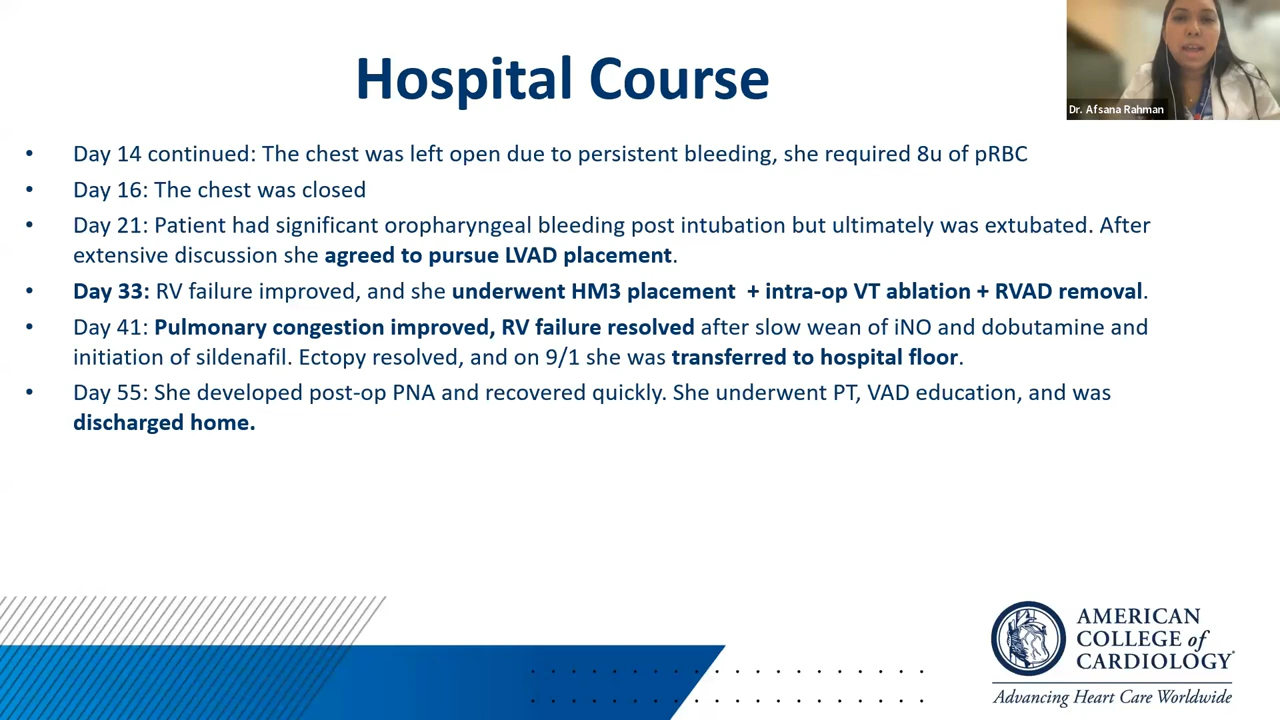 Hospital Course
Dr. Afsana Rahman
• Day 14 continued: The chest was left open due to persistent bleeding, she required 8u of pRBC
• Day 16: The chest was closed
• Day 21: Patient had significant oropharyngeal bleeding post intubation but ultimately was extubated. After
extensive discussion she agreed to pursue LVAD placement.
• Day 33: RV failure improved, and she underwent HM3 placement + intra-op VT ablation + RVAD removal.
• Day 41: Pulmonary congestion improved, RV failure resolved after slow wean of iNO and dobutamine and
initiation of sildenafil. Ectopy resolved, and on 9/1 she was transferred to hospital floor.
• Day 55: She developed post-op PNA and recovered quickly. She underwent PT, VAD education, and was
discharged home.
AMERICAN
COLLEGE of
CARDIOLOGY
Advancing Heart Care Worldwide